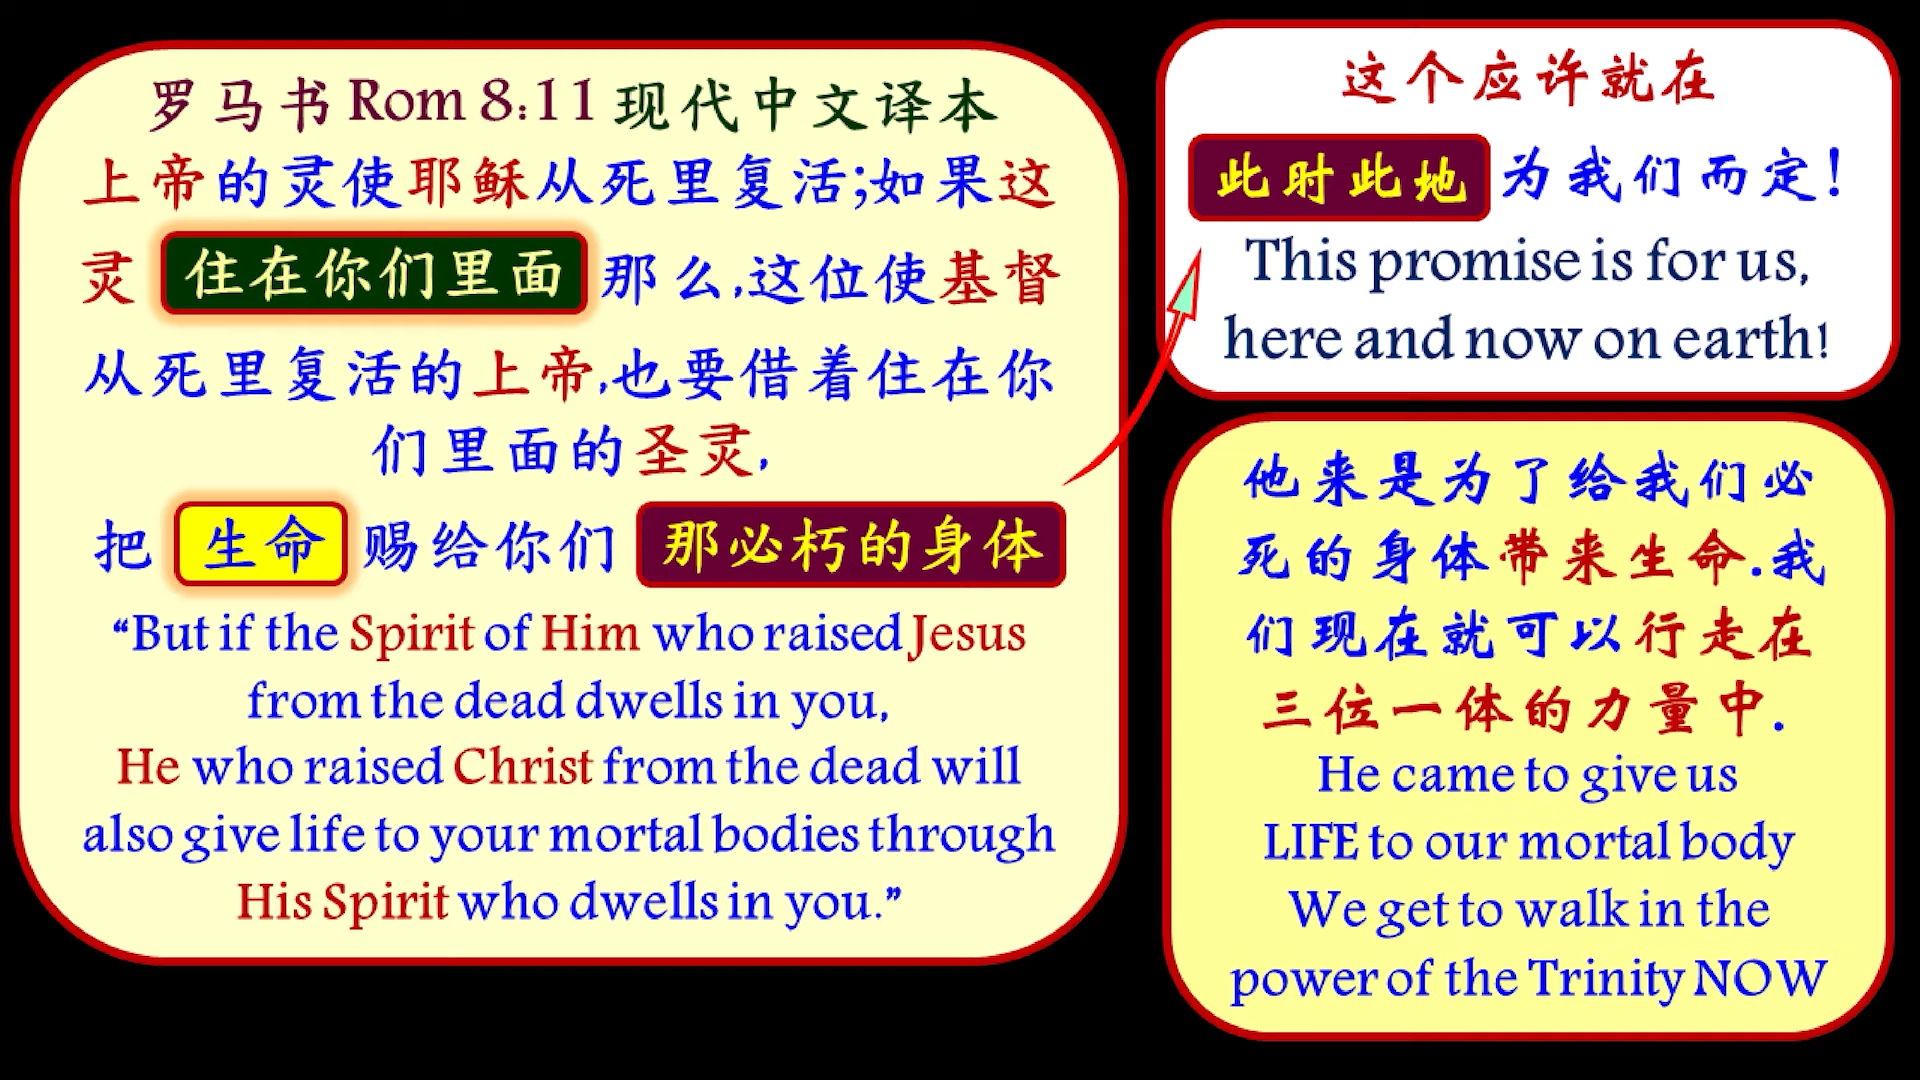 罗马书 Rom 8:11 现代中文译本
上帝的灵使耶稣从死里复活;如果这
灵 住在你们里面 那么,这位使基督
从死里复活的上帝,也要借着住在你
们里面的圣灵,
把 生命 赐给你们 那必朽的身体
“But if the Spirit of Him who raised Jesus
from the dead dwells in you,
He who raised Christ from the dead will
also give life to your mortal bodies through
His Spirit who dwells in you.”
这个应许就在
此时此地 为我们而定!
This promise is for us,
here and now on earth!
他来是为了给我们必
死的身体带来生命.我
们现在就可以行走在
三位一体的力量中.
He came to give us
LIFE to our mortal body
We get to walk in the
power of the Trinity NOW